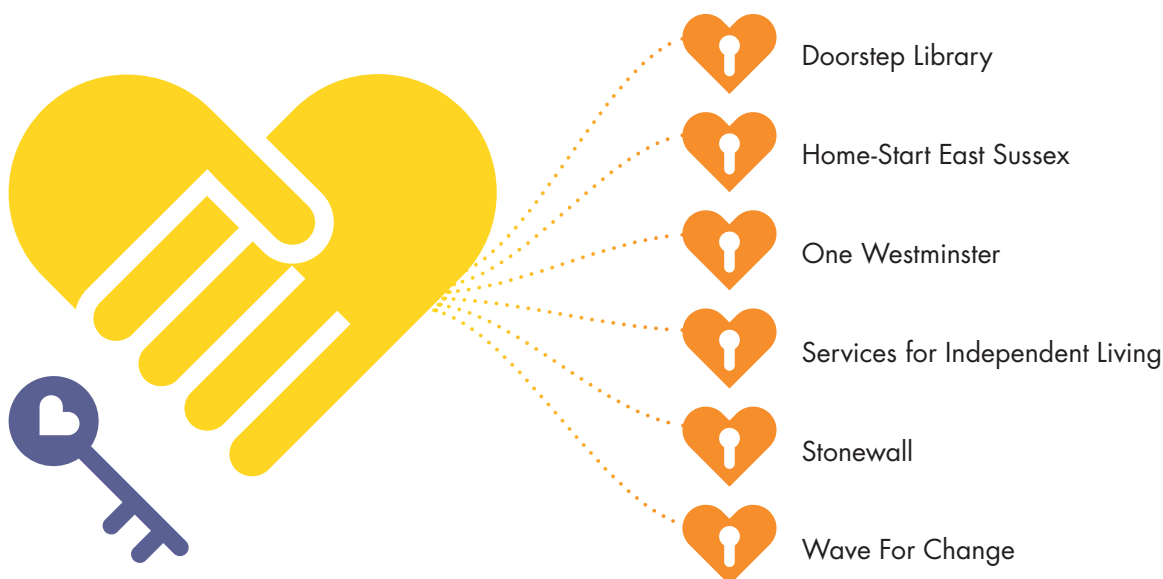 Doorstep Library
Home-Start East Sussex
One Westminster
Services for Independent Living
Stonewall
Wave For Change